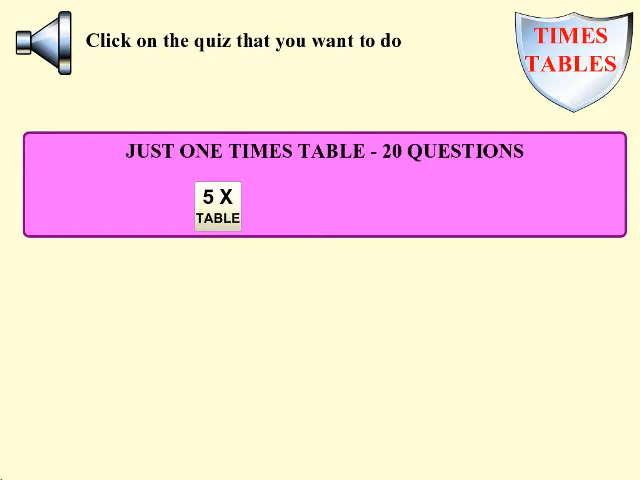 Click on the quiz that you want to do
TIMES
TABLES
JUST ONE TIMES TABLE - 20 QUESTIONS
5 X
TABLE